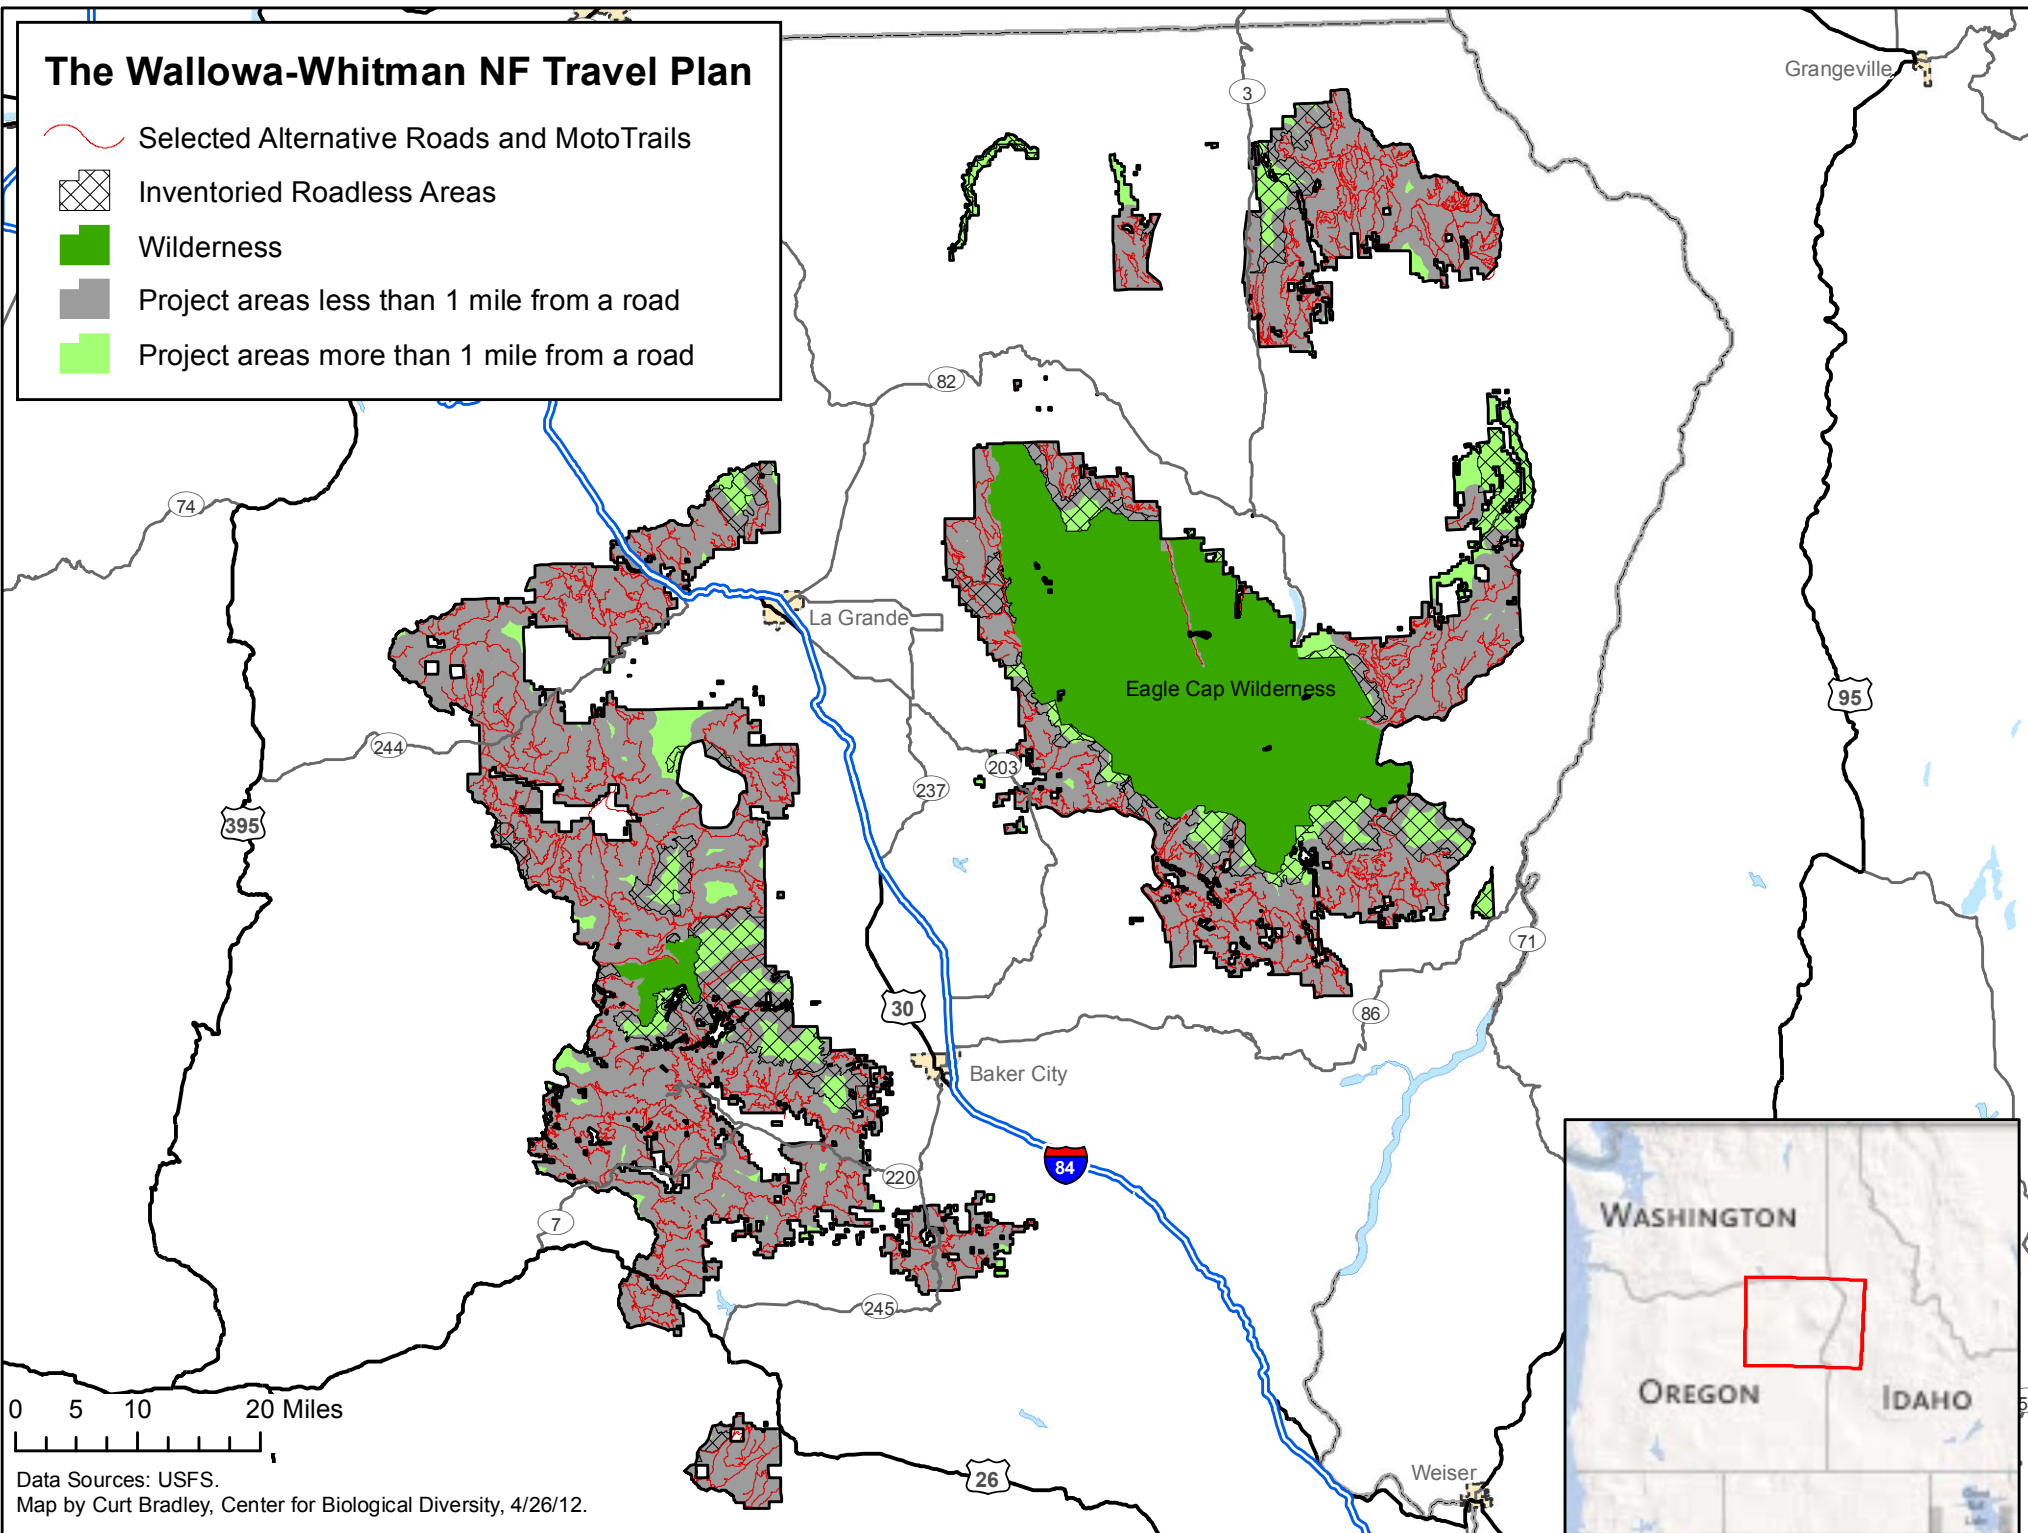 The Wallowa-Whitman NF Travel Plan
Selected Alternative Roads and MotoTrails
Inventoried Roadless Areas
Wilderness
Project areas less than 1 mile from a road
Project areas more than 1 mile from a road
Grangeville
3
82
74
La Grande
Eagle Cap Wilderness
95
244
203
237
395
71
30
86
Baker City
84
220
7
245
WASHINGTON
OREGON
IDAHO
0 5 10 20 Miles
26
Weiser
Data Sources: USFS.
Map by Curt Bradley, Center for Biological Diversity, 4/26/12.